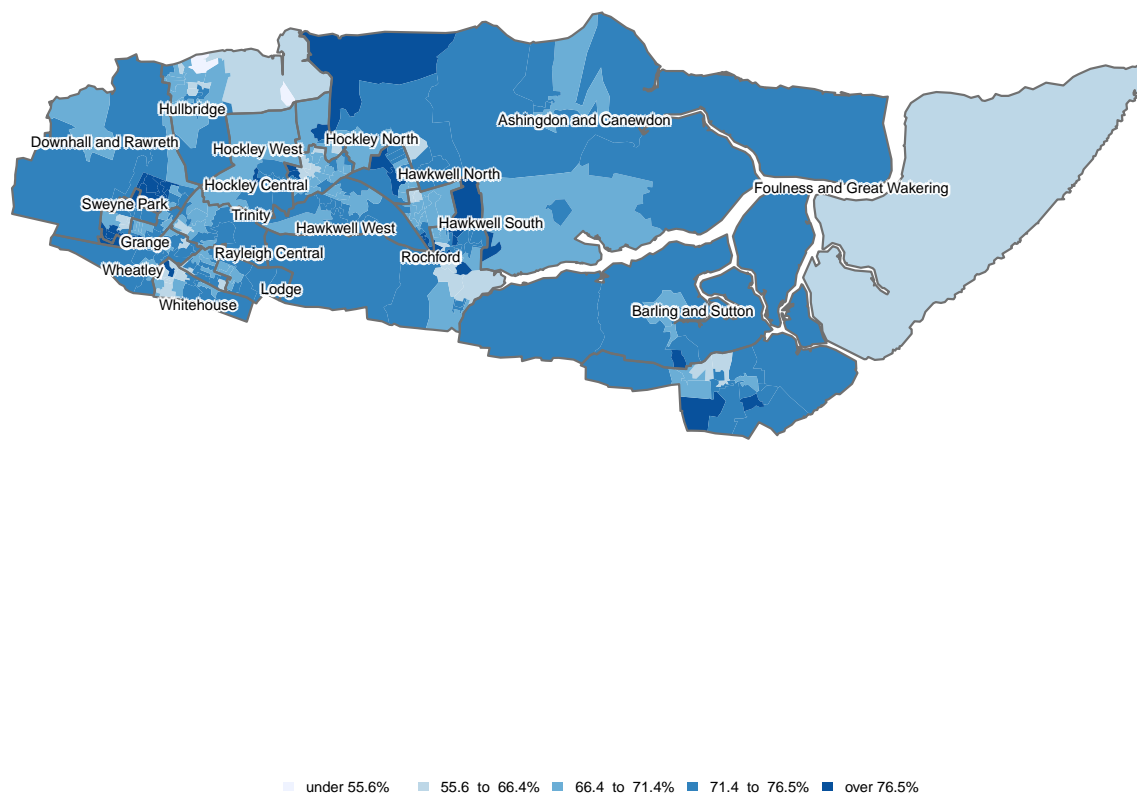 Hullbridge
Ashingdon and Canewdon
Downhall and Rawreth
Hockley North
Hockley West
Hawkwell North
Hockley Central
Foulness and Great Wakering
Sweyne Park
Trinity
Hawkwell South
Hawkwell West
Grange
Rayleigh Central
Rochford
Wheatley
Lodge
Whitehouse
Barling and Sutton
under 55.6% 55.6 to 66.4% 66.4 to 71.4% 71.4 to 76.5% over 76.5%